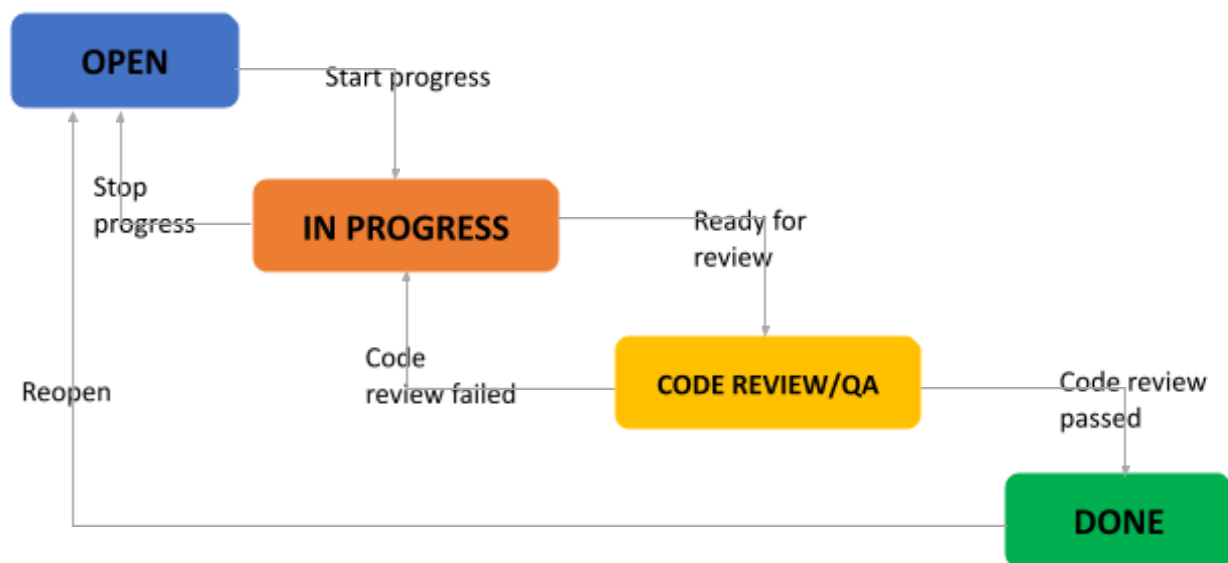 OPEN
Start progress
Stop
progress
IN PROGRESS
Ready for
review
Code
review failed
Reopen
CODE REVIEW/QA
Code review
passed
DONE